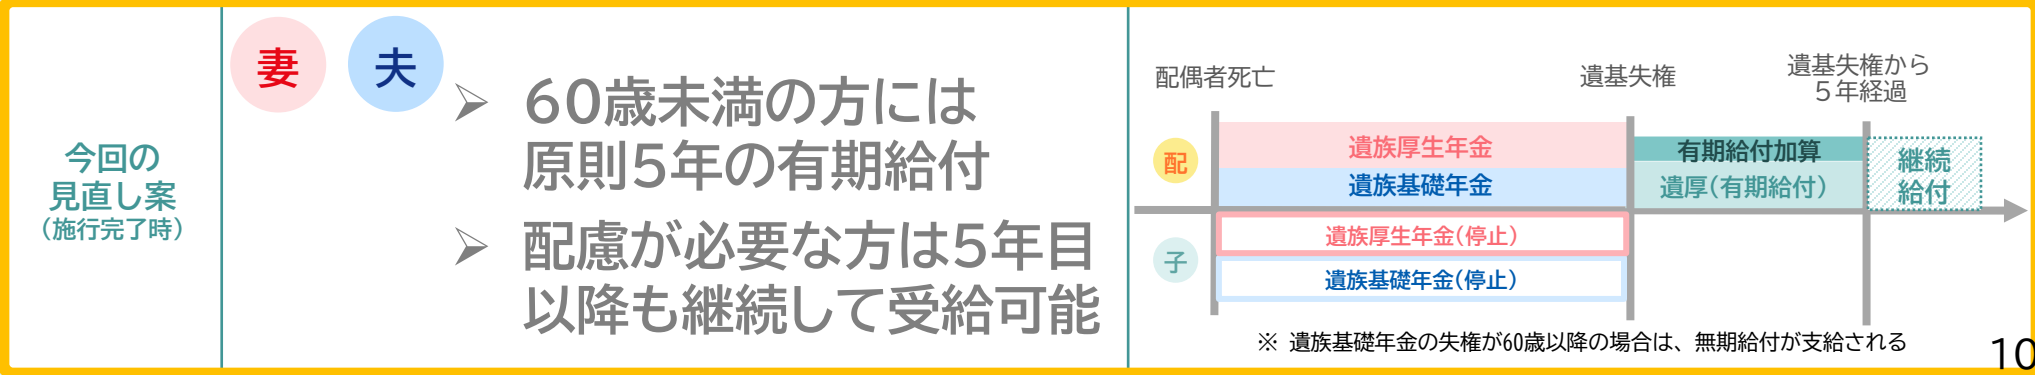 今回の
見直し案
（施行完了時）
妻
夫
➢ 60歳未満の方には
原則5年の有期給付
➢ 配慮が必要な方は5年目
以降も継続して受給可能
配偶者死亡
遺基失権
遺基失権から
５年経過
配
遺族厚生年金
遺族基礎年金
有期給付加算
遺厚(有期給付)
継続
給付
子
遺族厚生年金(停止)
遺族基礎年金(停止)
※ 遺族基礎年金の失権が60歳以降の場合は、無期給付が支給される
10